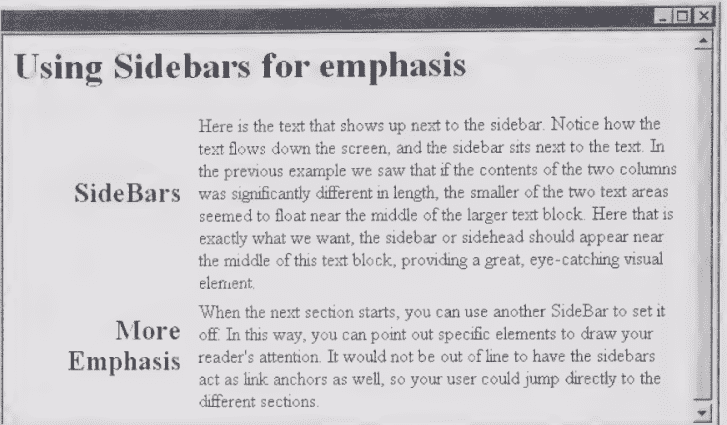 Using Sidebars for emphasis
Here is the text that shows up next to the sidebar. Notice how the
text flows down the screen, and the sidebar sits next to the text. In
the previous example we saw that if the contents of the two columns
SideBars was significantly different in length, the smaller of the two text areas
seemed to float near the middle of the larger text block. Here that is
exactly what we want, the sidebar or sidehead should appear near
the middle of this text block, providing a great, eye-catching visual
element.
When the next section starts, you can use another SideBar to set it
More off. In this way, you can point out specific elements to draw your
Emphasis reader's attention. It would not be out of line to have the sidebars
act as link anchors as well, so your user could jump directly to the
different sections.